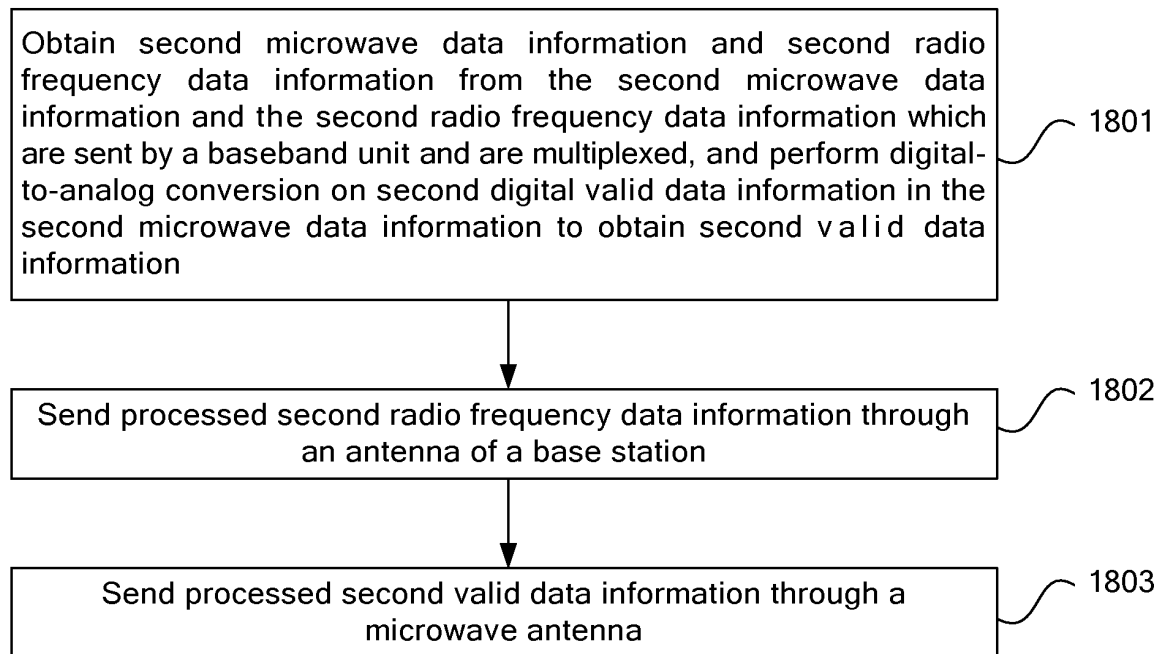 Obtain second microwave data information and second radio
frequency data information from the second microwave data
information and the second radio frequency data information which
are sent by a baseband unit and are multiplexed, and perform digital-
to-analog conversion on second digital valid data information in the
second microwave data information to obtain second valid data
information
1801
Send processed second radio frequency data information through
an antenna of a base station
1802
Send processed second valid data information through a
microwave antenna
1803